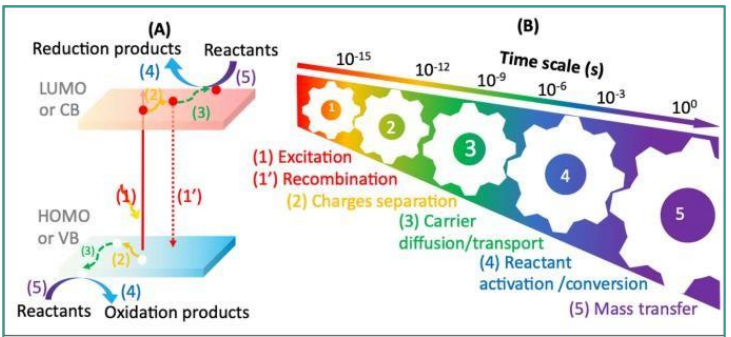 (A)
Reduction products
Reactants
(4)
(5)
LUMO
or CB
(2)
(3)
(1)
(1’)
HOMO
or VB
(3)
(2)
(5)
(4)
Reactants
Oxidation products
(B)
Time scale (s)
10-15
10-12
10-9
10-6
10-3
100
1
2
3
4
5
(1) Excitation
(1’) Recombination
(2) Charges separation
(3) Carrier
diffusion/transport
(4) Reactant
activation /conversion
(5) Mass transfer